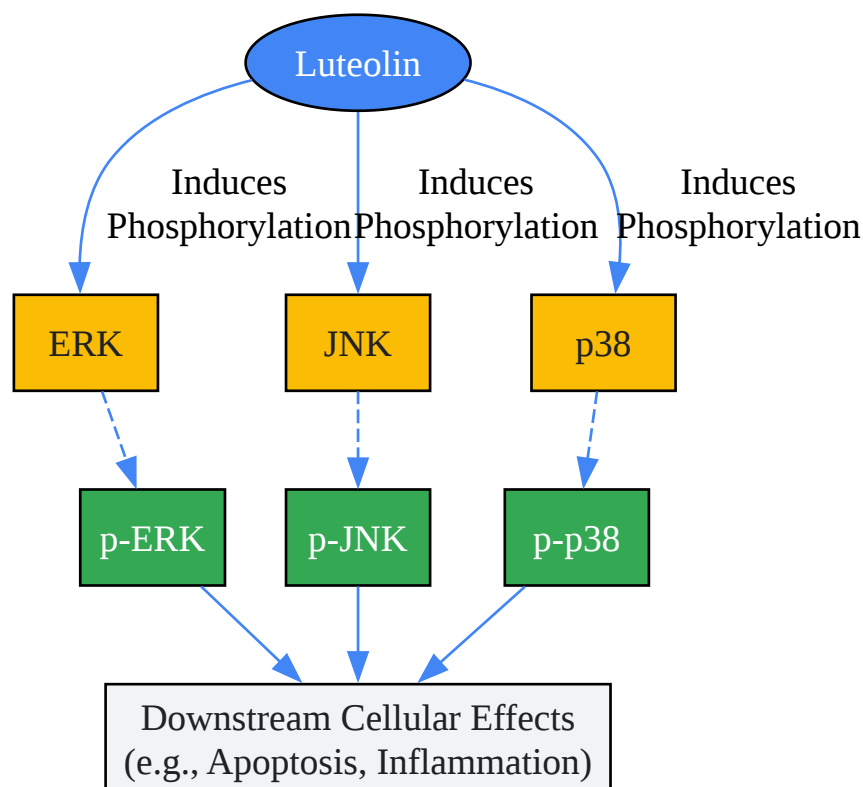 Luteolin
Induces
Phosphorylation
Induces
Phosphorylation
Induces
Phosphorylation
ERK
JNK
p38
p-ERK
p-JNK
p-p38
Downstream Cellular Effects
(e.g., Apoptosis, Inflammation)